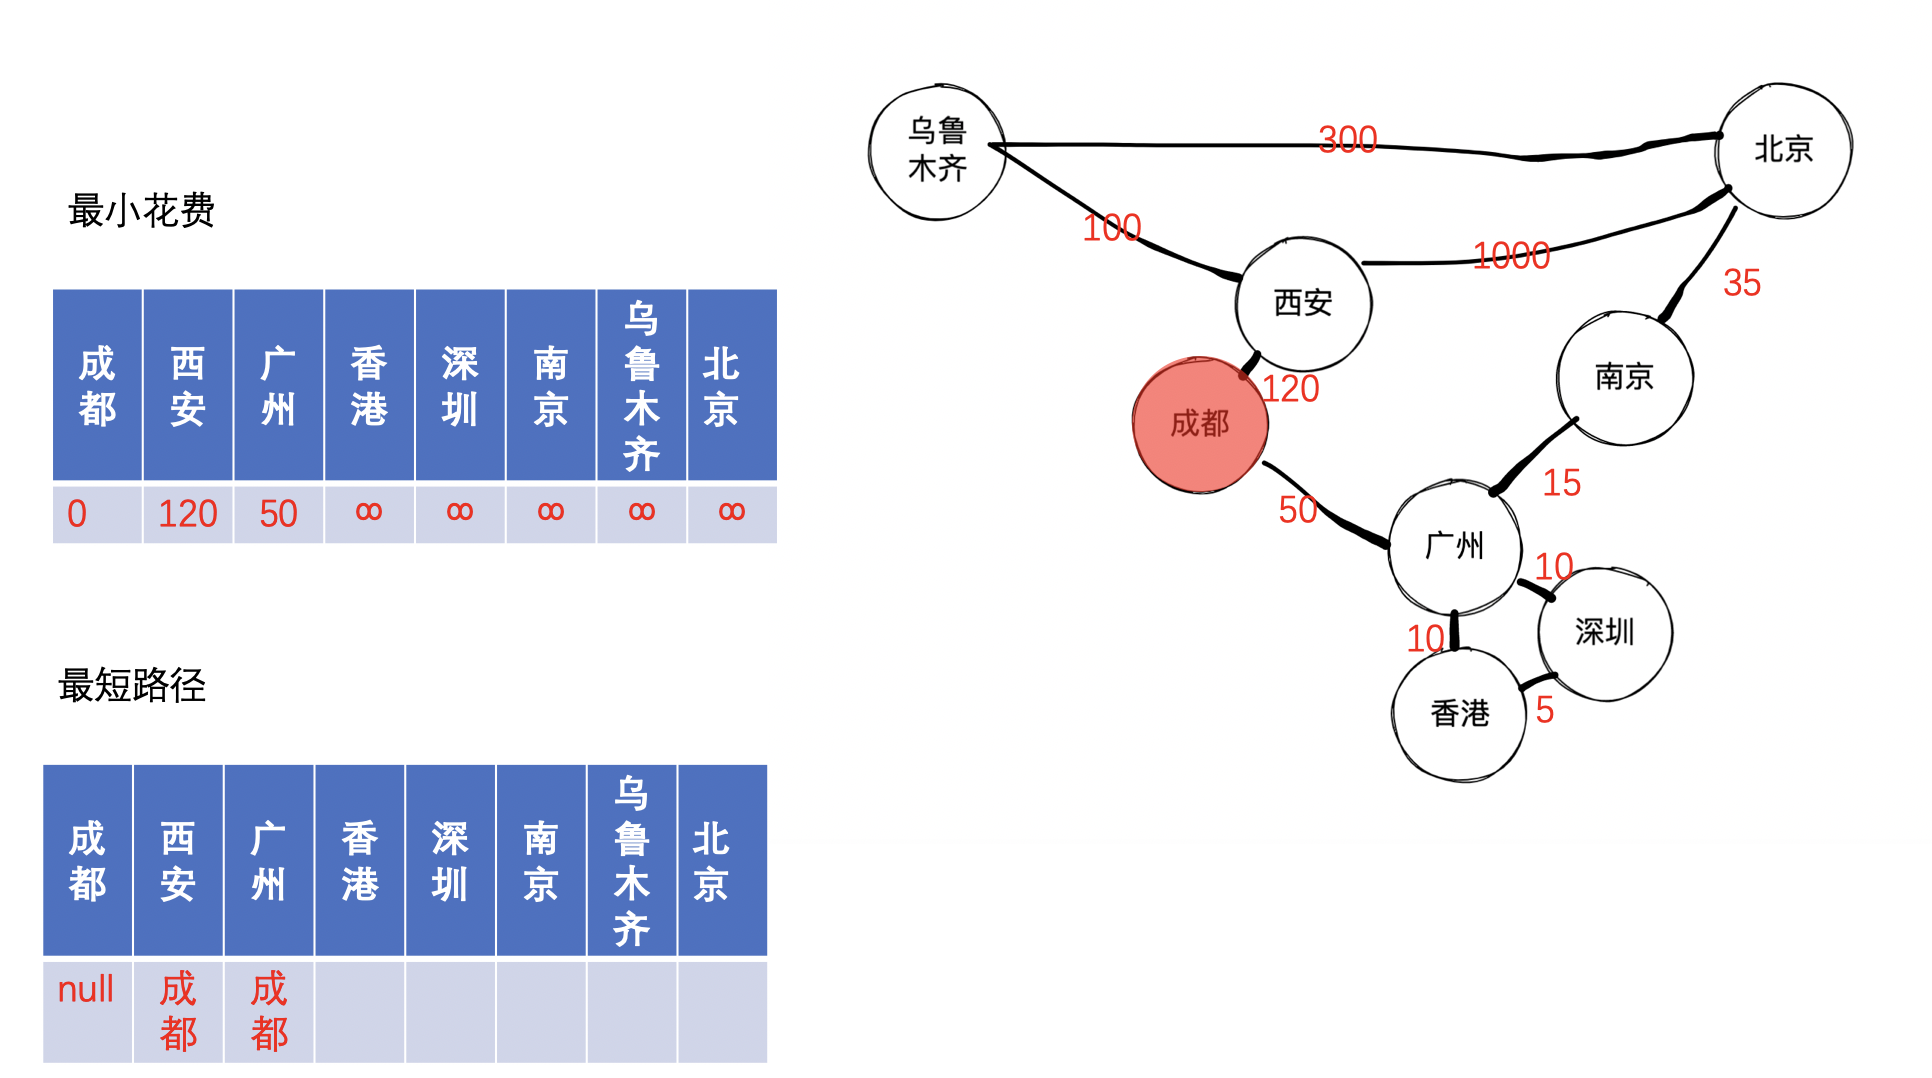 最小花费
成都 西安 广州 香港 深圳 南京 乌鲁木齐 北京
0 120 50 ∞ ∞ ∞ ∞ ∞
最短路径
成都 西安 广州 香港 深圳 南京 乌鲁木齐 北京
null 成都 成都
乌鲁
木齐
300
北京
100
1000
西安
35
120
南京
成都
50
15
广州
10
深圳
10
香港
5